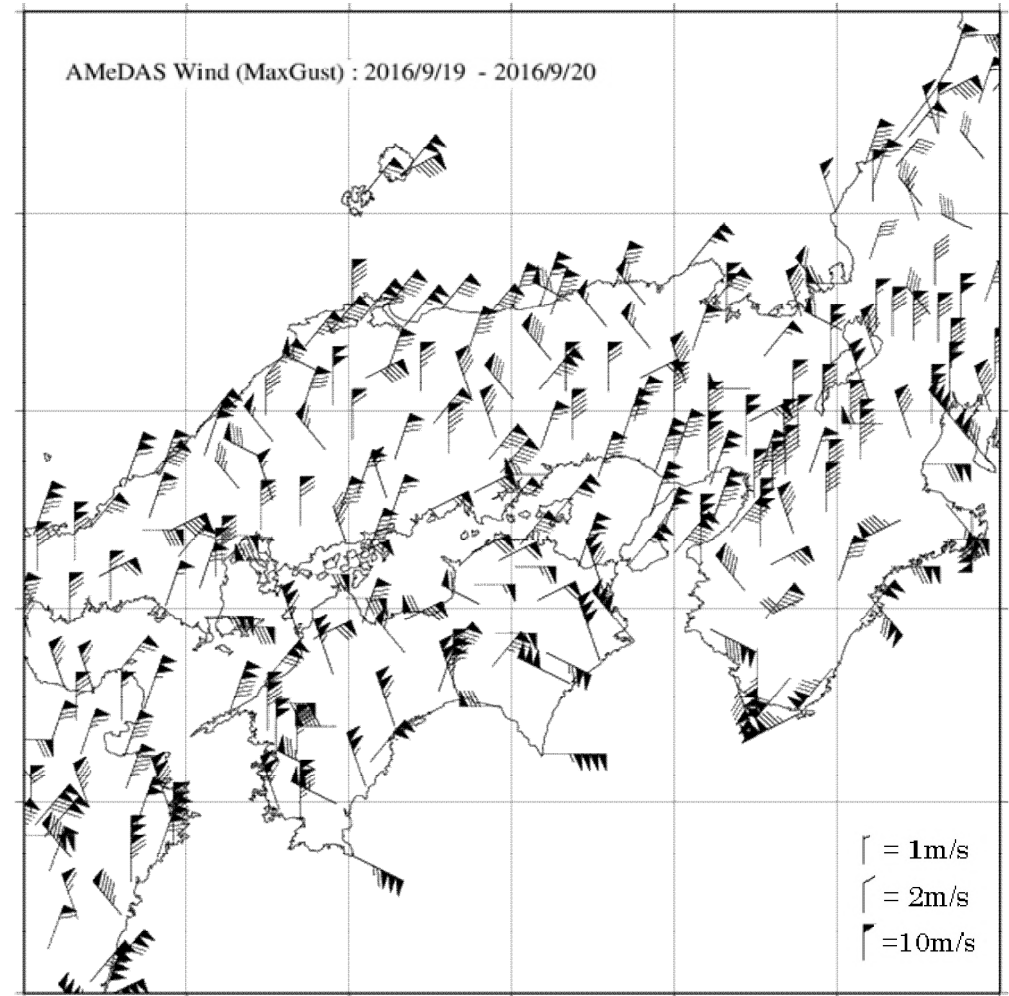 AMeDAS Wind (MaxGust) : 2016/9/19 - 2016/9/20
= 1m/s
= 2m/s
=10m/s